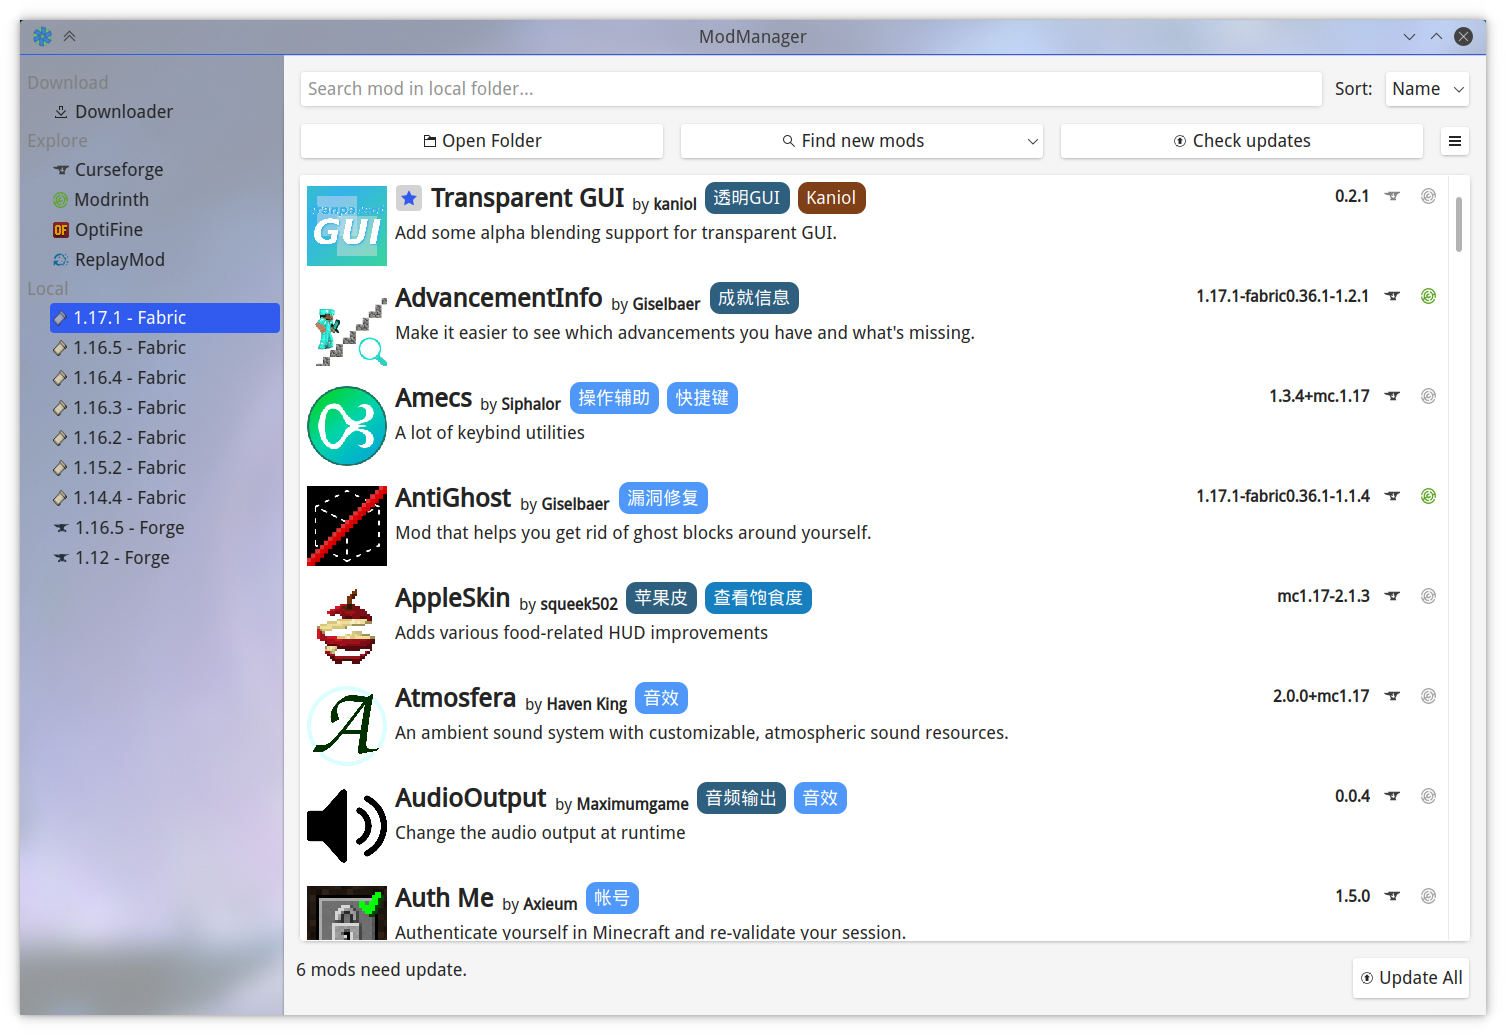 ModManager
Download
Downloader
Explore
Curseforge
Modrinth
OF OptiFine
ReplayMod
Local
1.17.1 - Fabric
1.16.5 - Fabric
1.16.4 - Fabric
1.16.3 - Fabric
1.16.2 - Fabric
1.15.2 - Fabric
1.14.4 - Fabric
1.16.5 - Forge
1.12 - Forge
Search mod in local folder...
Sort: Name
Open Folder
Find new mods
Check updates
GUI
Transparent GUI by kaniol 透明GUI Kaniol 0.2.1
Add some alpha blending support for transparent GUI.
AdvancementInfo by Giselbaer 成就信息 1.17.1-fabric0.36.1-1.2.1
Make it easier to see which advancements you have and what's missing.
Amecs by Siphalor 操作辅助 快捷键 1.3.4+mc.1.17
A lot of keybind utilities
AntiGhost by Giselbaer 漏洞修复 1.17.1-fabric0.36.1-1.1.4
Mod that helps you get rid of ghost blocks around yourself.
AppleSkin by squeek502 苹果皮 查看饱食度 mc1.17-2.1.3
Adds various food-related HUD improvements
A
Atmosfera by Haven King 音效 2.0.0+mc1.17
An ambient sound system with customizable, atmospheric sound resources.
AudioOutput by Maximumgame 音频输出 音效 0.0.4
Change the audio output at runtime
Auth Me by Axieum 帐号 1.5.0
Authenticate yourself in Minecraft and re-validate your session.
6 mods need update.
Update All